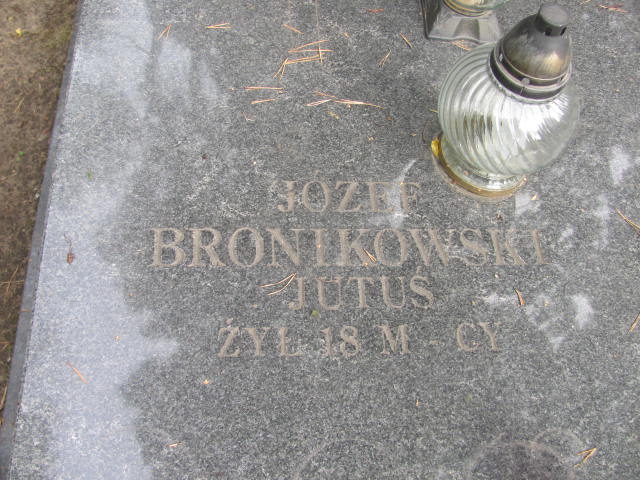 JÓZEF
BRONIKOWSKI
JUTUŚ
ŻYŁ 18 M - CY